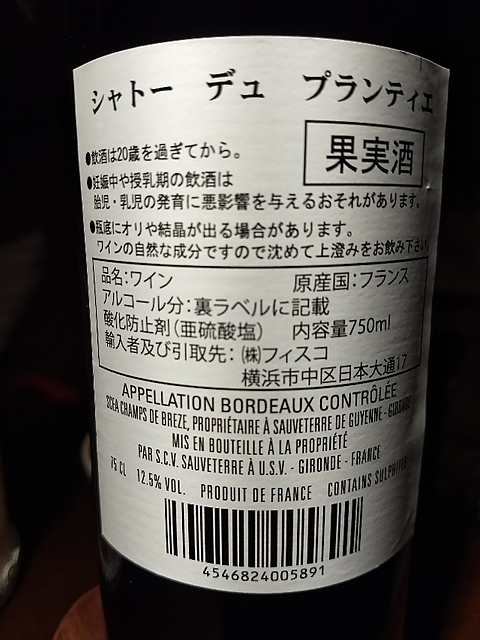 シャトー デュ プランティエ
果実酒
●飲酒は20歳を過ぎてから。
●妊娠中や授乳期の飲酒は
胎児・乳児の発育に悪影響を与えるおそれがあります。
●瓶底にオリや結晶が出る場合があります。
ワインの自然な成分ですので沈めて上澄みをお飲み下さい
品名:ワイン 原産国:フランス
アルコール分:裏ラベルに記載
酸化防止剤(亜硫酸塩) 内容量750ml
輸入者及び引取先:㈱フィスコ
横浜市中区日本大通17
APPELLATION BORDEAUX CONTRÔLÉE
CHAMPS DE BREZE, PROPRIÉTAIRE À SAUVETERRE DE GUYENNE - GIRONDE
MIS EN BOUTEILLE À LA PROPRIÉTÉ
PAR S.C.V. SAUVETERRE À U.S.V. - GIRONDE - FRANCE
75 CL 12.5% VOL. PRODUIT DE FRANCE CONTAINS
4546824005891